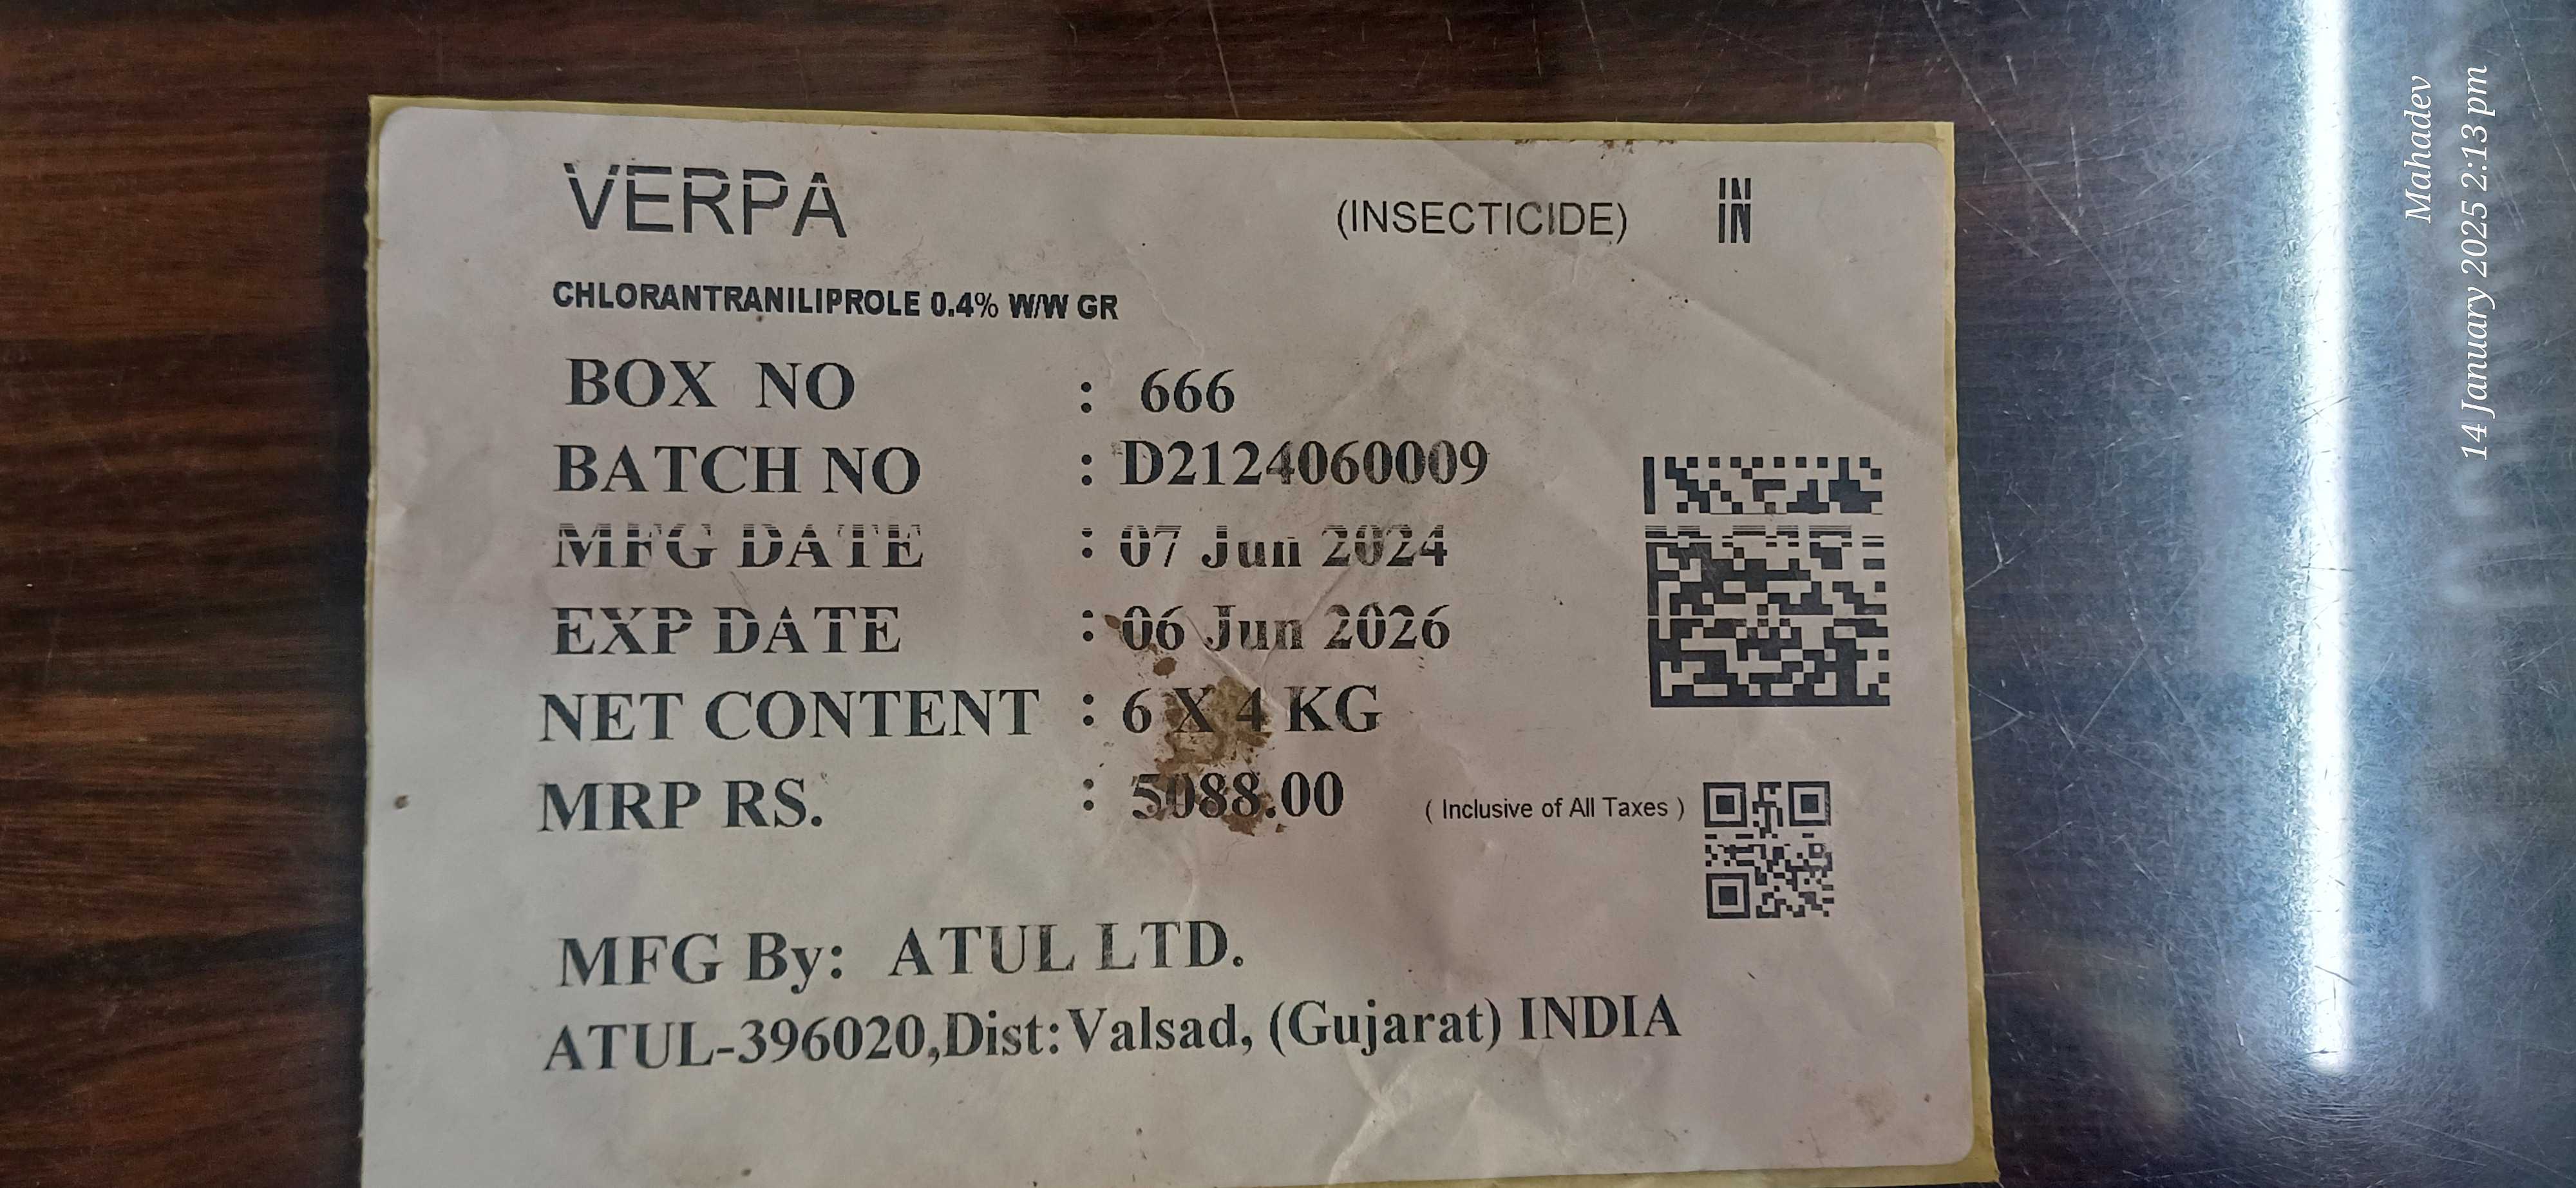 VERPA (INSECTICIDE) IN
CHLORANTRANILIPROLE 0.4% W/W GR
BOX NO : 666
BATCH NO : D2124060009
MFG DATE : 07 Jun 2024
EXP DATE : 06 Jun 2026
NET CONTENT : 6 X 4 KG
MRP RS. : 5088.00 ( Inclusive of All Taxes )
MFG By: ATUL LTD.
ATUL-396020,Dist:Valsad, (Gujarat) INDIA
Mahadev
14 January 2025 2:13 pm